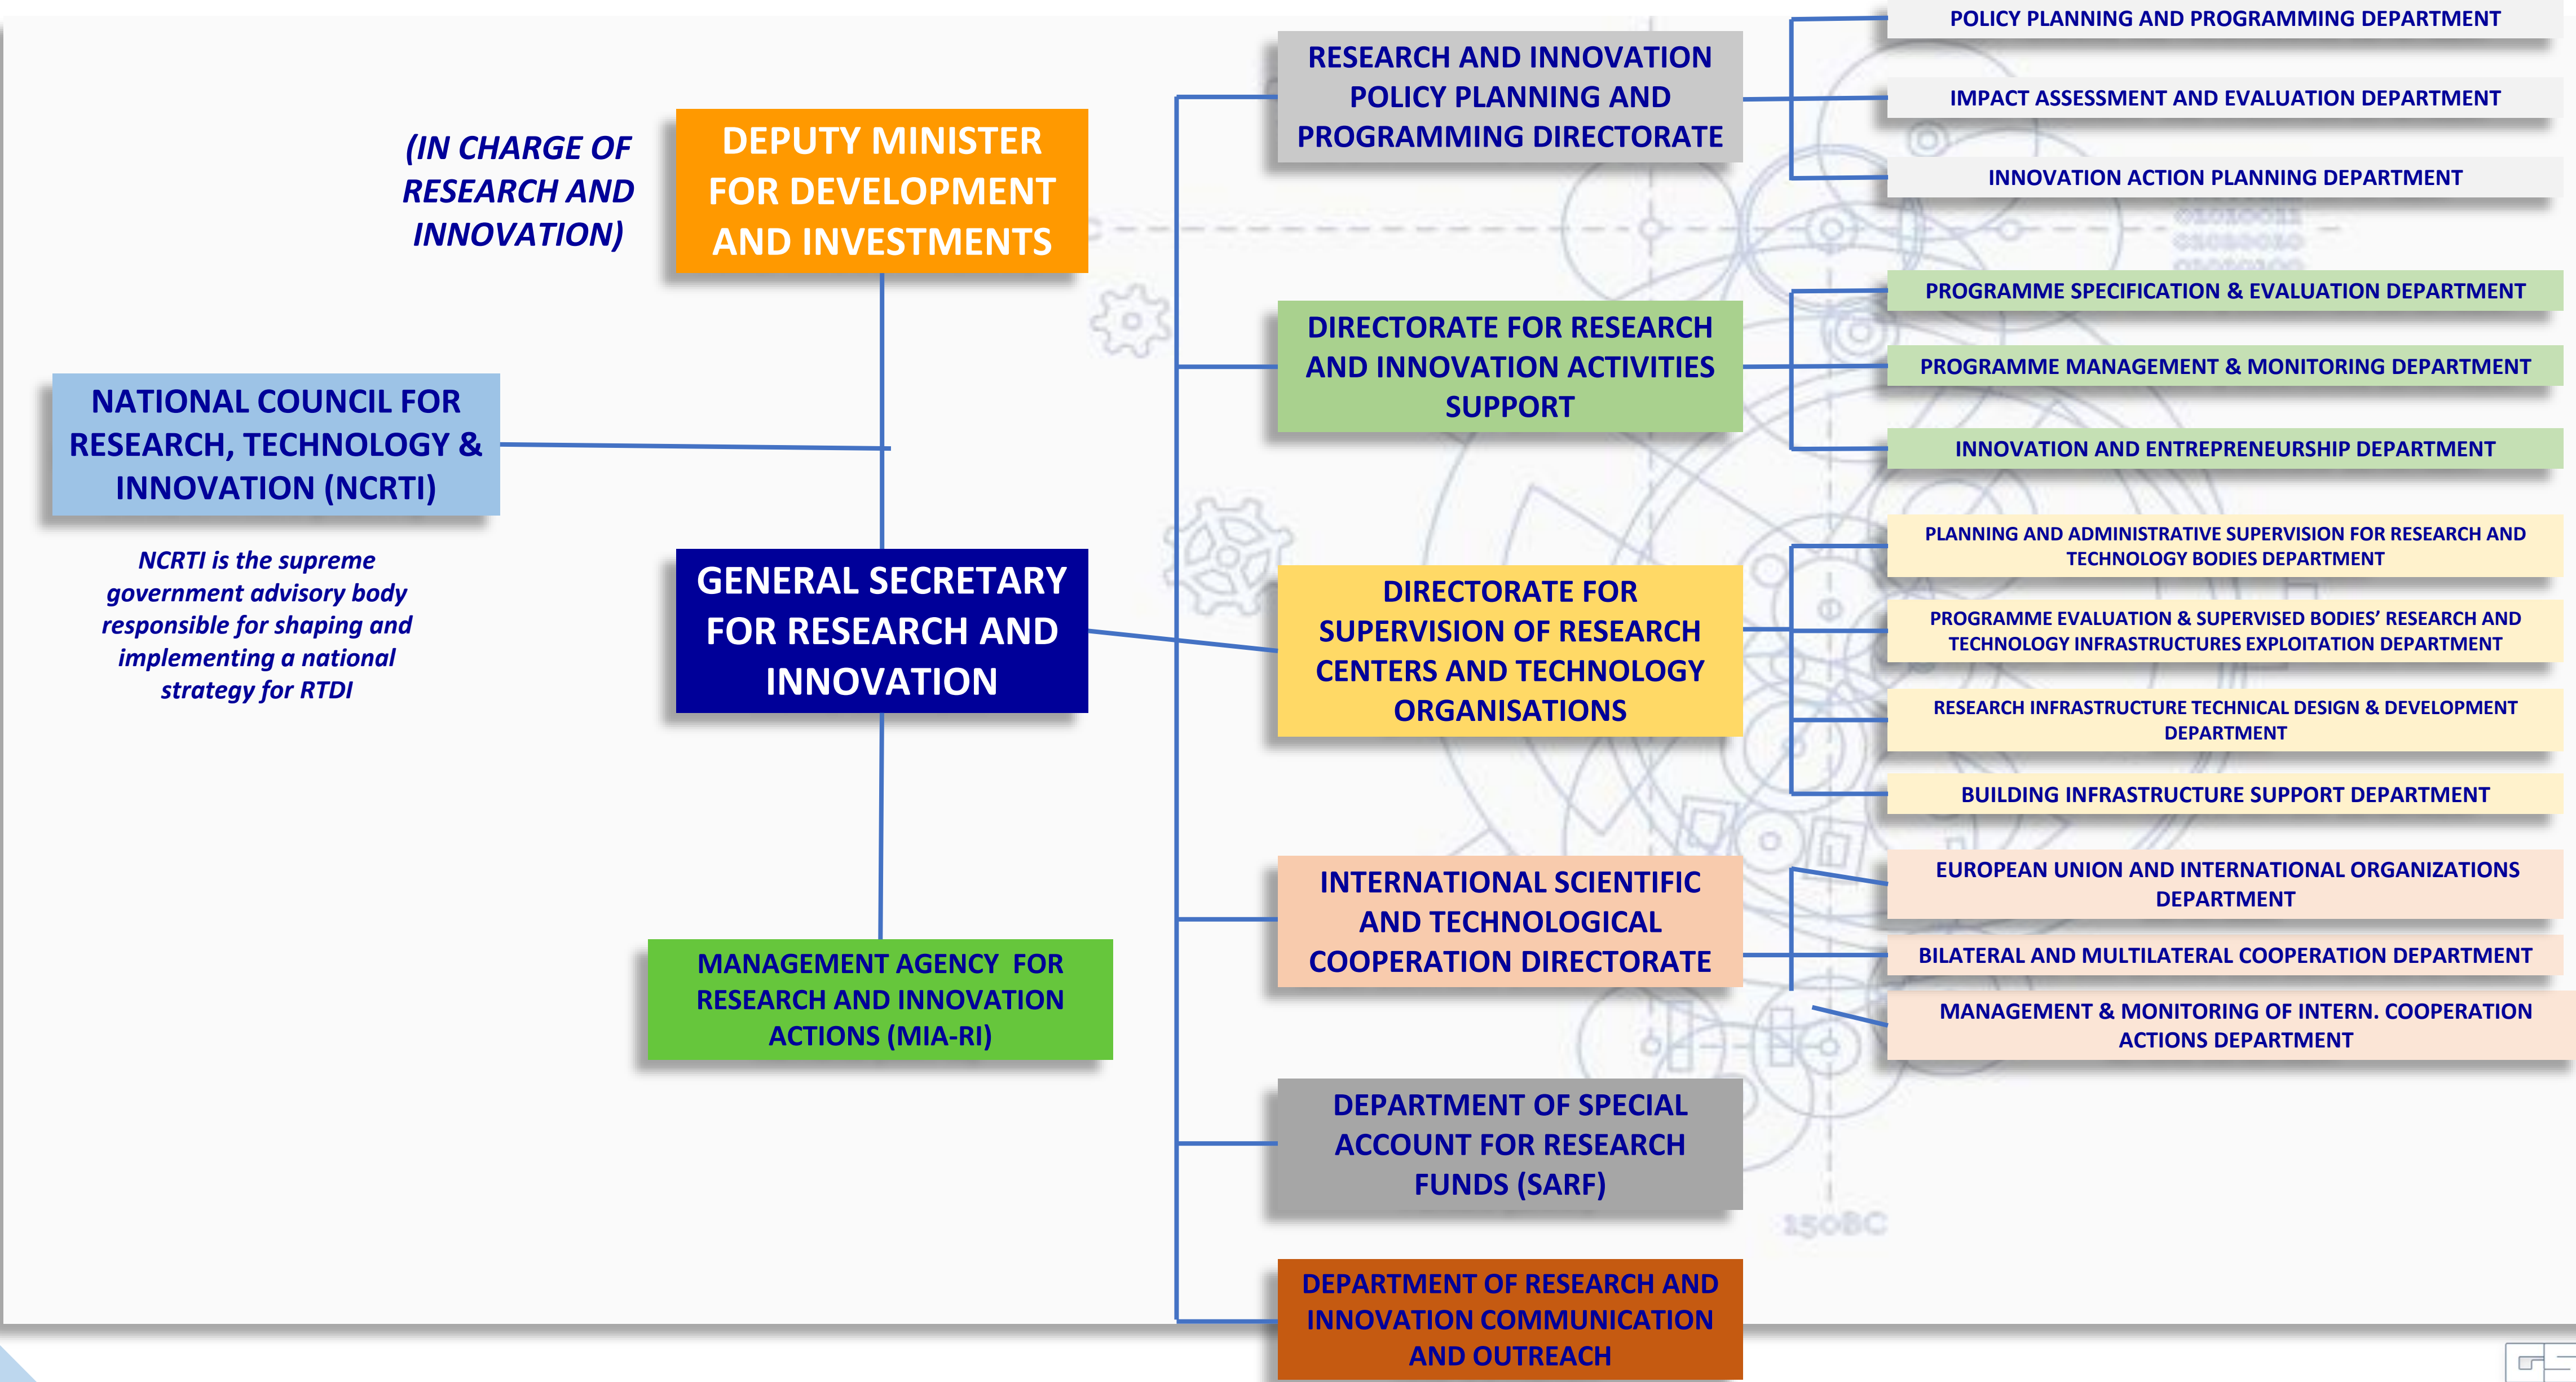 (IN CHARGE OF
RESEARCH AND
INNOVATION)
DEPUTY MINISTER
FOR DEVELOPMENT
AND INVESTMENTS
NATIONAL COUNCIL FOR
RESEARCH, TECHNOLOGY &
INNOVATION (NCRTI)
NCRTI is the supreme
government advisory body
responsible for shaping and
implementing a national
strategy for RTDI
GENERAL SECRETARY
FOR RESEARCH AND
INNOVATION
MANAGEMENT AGENCY  FOR
RESEARCH AND INNOVATION
ACTIONS (MIA-RI)
RESEARCH AND INNOVATION
POLICY PLANNING AND
PROGRAMMING DIRECTORATE
POLICY PLANNING AND PROGRAMMING DEPARTMENT
IMPACT ASSESSMENT AND EVALUATION DEPARTMENT
INNOVATION ACTION PLANNING DEPARTMENT
01010011
01010010
01010100
DIRECTORATE FOR RESEARCH
AND INNOVATION ACTIVITIES
SUPPORT
PROGRAMME SPECIFICATION & EVALUATION DEPARTMENT
PROGRAMME MANAGEMENT & MONITORING DEPARTMENT
INNOVATION AND ENTREPRENEURSHIP DEPARTMENT
DIRECTORATE FOR
SUPERVISION OF RESEARCH
CENTERS AND TECHNOLOGY
ORGANISATIONS
PLANNING AND ADMINISTRATIVE SUPERVISION FOR RESEARCH AND
TECHNOLOGY BODIES DEPARTMENT
PROGRAMME EVALUATION & SUPERVISED BODIES’ RESEARCH AND
TECHNOLOGY INFRASTRUCTURES EXPLOITATION DEPARTMENT
RESEARCH INFRASTRUCTURE TECHNICAL DESIGN & DEVELOPMENT
DEPARTMENT
BUILDING INFRASTRUCTURE SUPPORT DEPARTMENT
INTERNATIONAL SCIENTIFIC
AND TECHNOLOGICAL
COOPERATION DIRECTORATE
EUROPEAN UNION AND INTERNATIONAL ORGANIZATIONS
DEPARTMENT
BILATERAL AND MULTILATERAL COOPERATION DEPARTMENT
MANAGEMENT & MONITORING OF INTERN. COOPERATION
ACTIONS DEPARTMENT
DEPARTMENT OF SPECIAL
ACCOUNT FOR RESEARCH
FUNDS (SARF)
150BC
DEPARTMENT OF RESEARCH AND
INNOVATION COMMUNICATION
AND OUTREACH